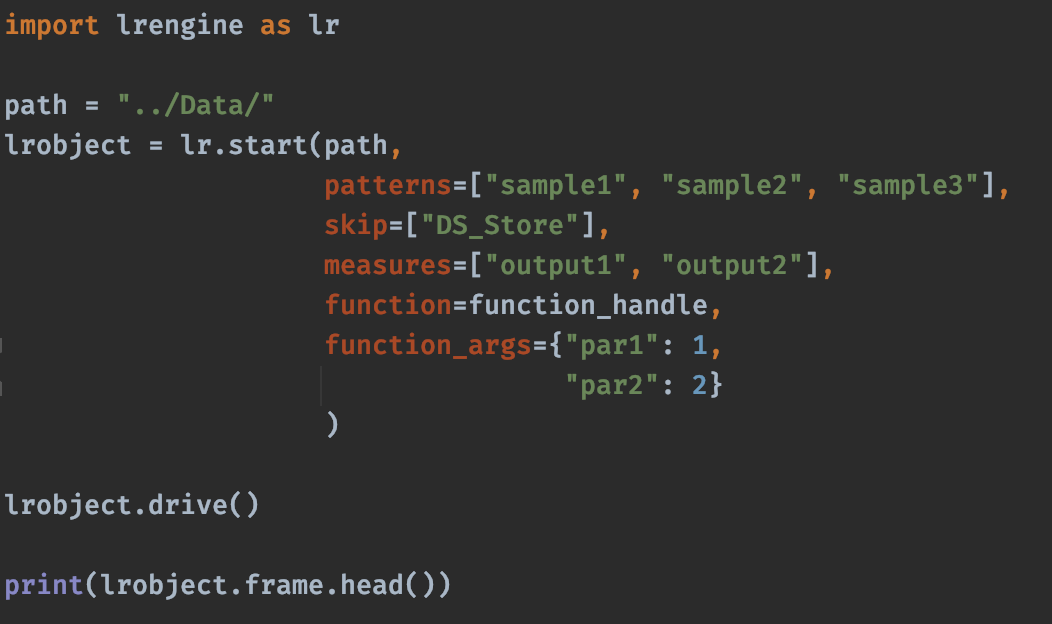 import lrengine as lr
path = "../Data/"
lrobject = lr.start(path,
patterns=["sample1", "sample2", "sample3"],
skip=["DS_Store"],
measures=["output1", "output2"],
function=function_handle,
function_args={"par1": 1,
"par2": 2}
)
lrobject.drive()
print(lrobject.frame.head())